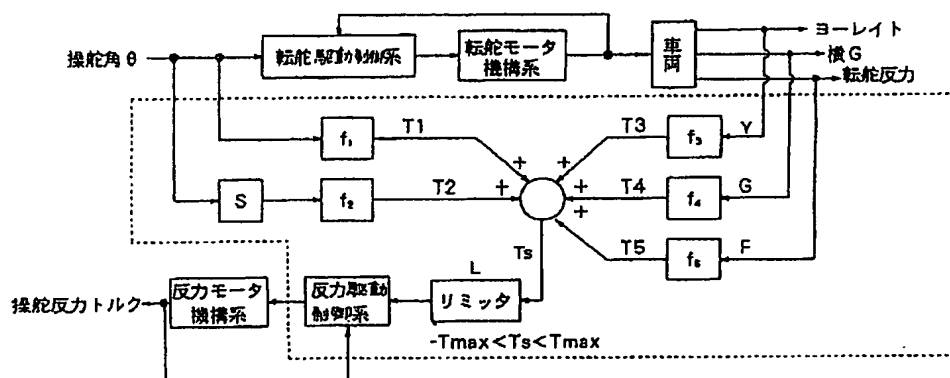 操舵角 θ
転舵駆動制御系
転舵モータ
機構系
車両
ヨーレイト
横G
転舵反力
f₁
T1
T3
f₃
Y
S
f₂
T2
T4
f₄
G
+
+
+
+
+
T5
f₅
F
Ts
L
リミッタ
反力駆動
制御系
反力モータ
機構系
操舵反力トルク
-Tmax<Ts<Tmax